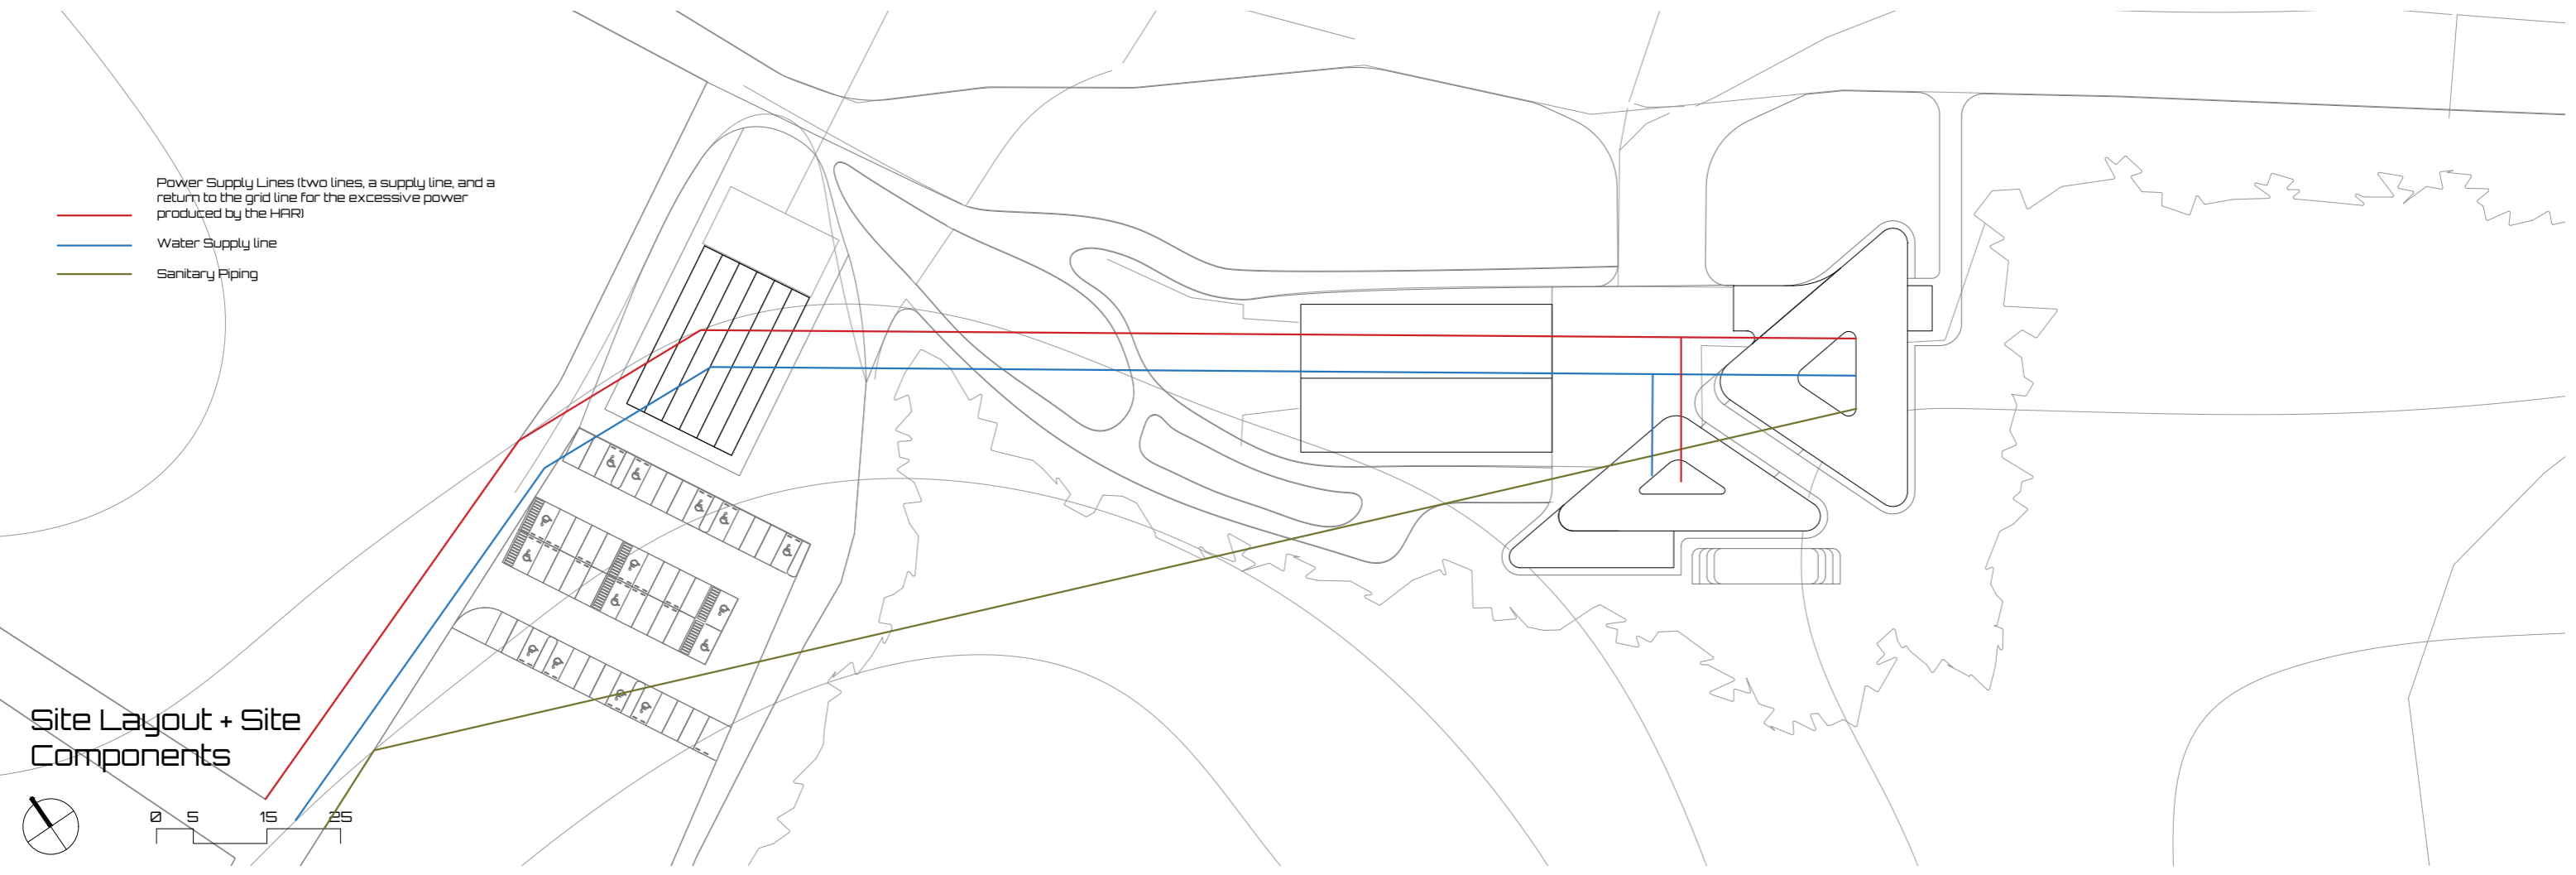 Power Supply Lines (two lines, a supply line, and a
return to the grid line for the excessive power
produced by the HAR)
Water Supply line
Sanitary Piping
Site Layout + Site
Components
0 5 15 25